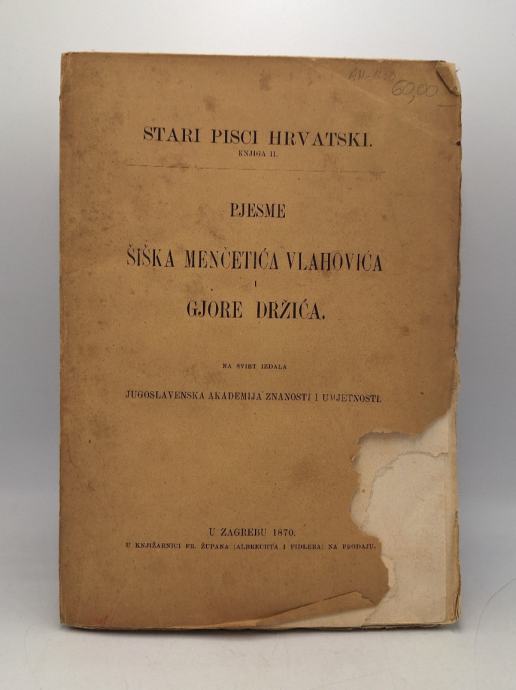 60,00
STARI PISCI HRVATSKI.
KNJIGA II.
PJESME
ŠIŠKA MENČETIĆA VLAHOVIĆA
I
GJORE DRŽIĆA.
NA SVIET IZDALA
JUGOSLAVENSKA AKADEMIJA ZNANOSTI I UMJETNOSTI.
U ZAGREBU 1870.
U KNJIŽARNICI FR. ŽUPANA (ALBRECHTA I FIDLERA) NA PRODAJU.